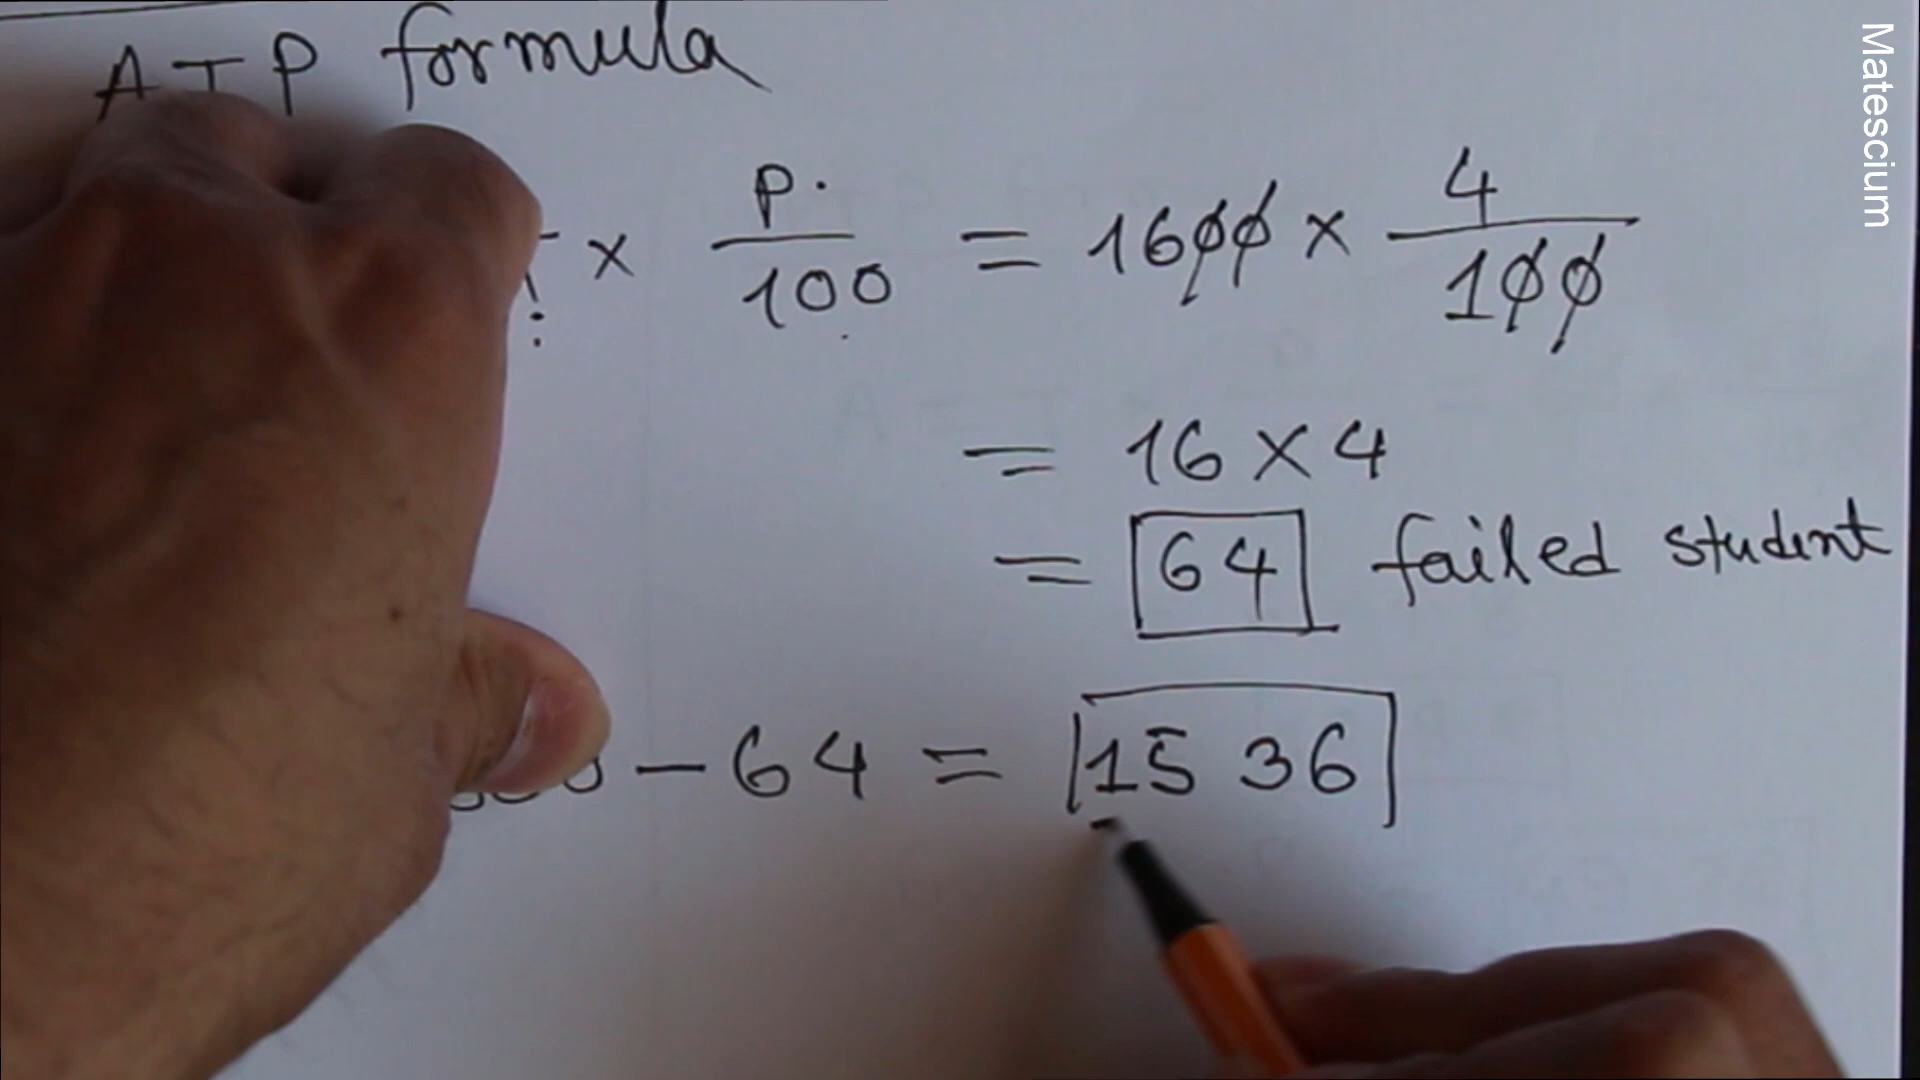 ATP formula
× P. / 100 = 1600 × 4 / 100
= 16 × 4
= 64 failed student
- 64 = 1536
Matescium